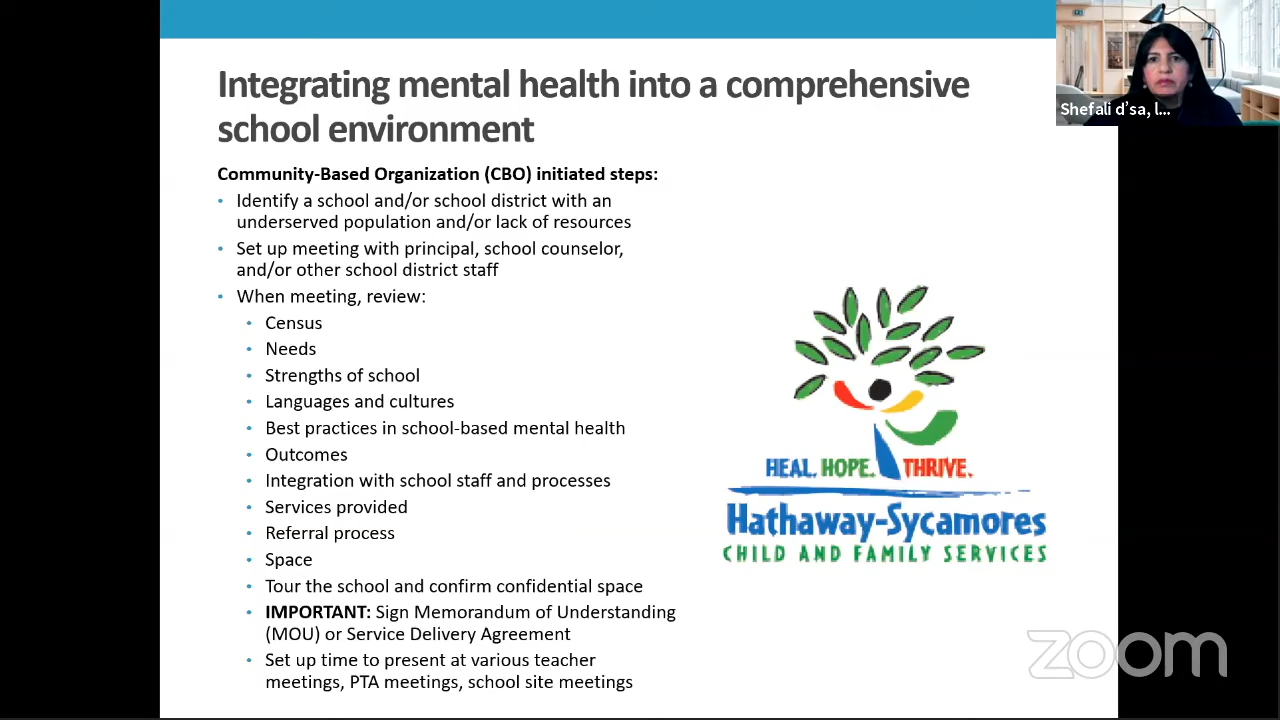 Integrating mental health into a comprehensive
school environment
Community-Based Organization (CBO) initiated steps:
• Identify a school and/or school district with an
underserved population and/or lack of resources
• Set up meeting with principal, school counselor,
and/or other school district staff
• When meeting, review:
• Census
• Needs
• Strengths of school
• Languages and cultures
• Best practices in school-based mental health
• Outcomes
• Integration with school staff and processes
• Services provided
• Referral process
• Space
• Tour the school and confirm confidential space
• IMPORTANT: Sign Memorandum of Understanding
(MOU) or Service Delivery Agreement
• Set up time to present at various teacher
meetings, PTA meetings, school site meetings
HEAL. HOPE. THRIVE.
Hathaway-Sycamores
CHILD AND FAMILY SERVICES
Shefali d’sa, l...
zoom